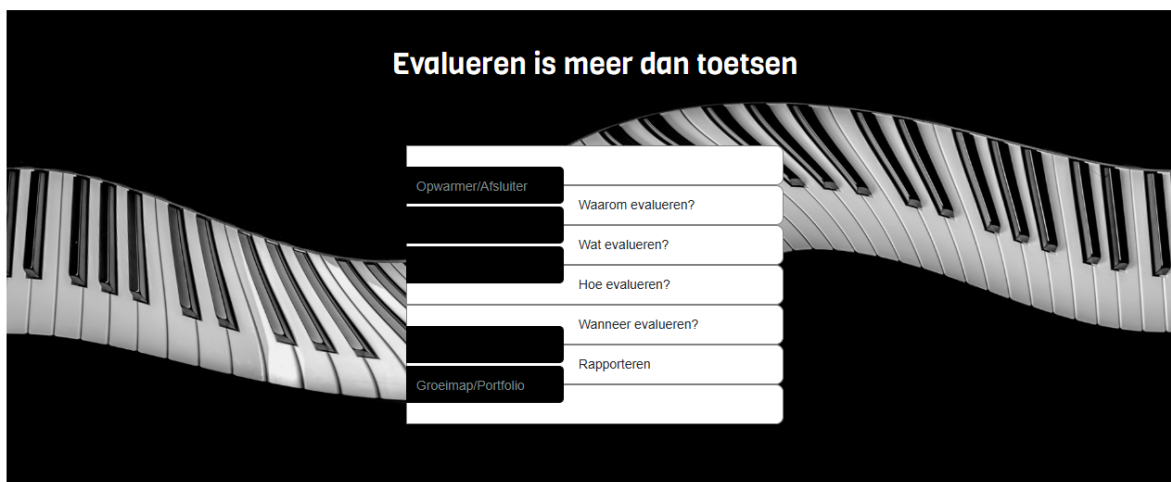 Evalueren is meer dan toetsen
Opwarmer/Afsluiter
Waarom evalueren?
Wat evalueren?
Hoe evalueren?
Wanneer evalueren?
Rapporteren
Groeimap/Portfolio